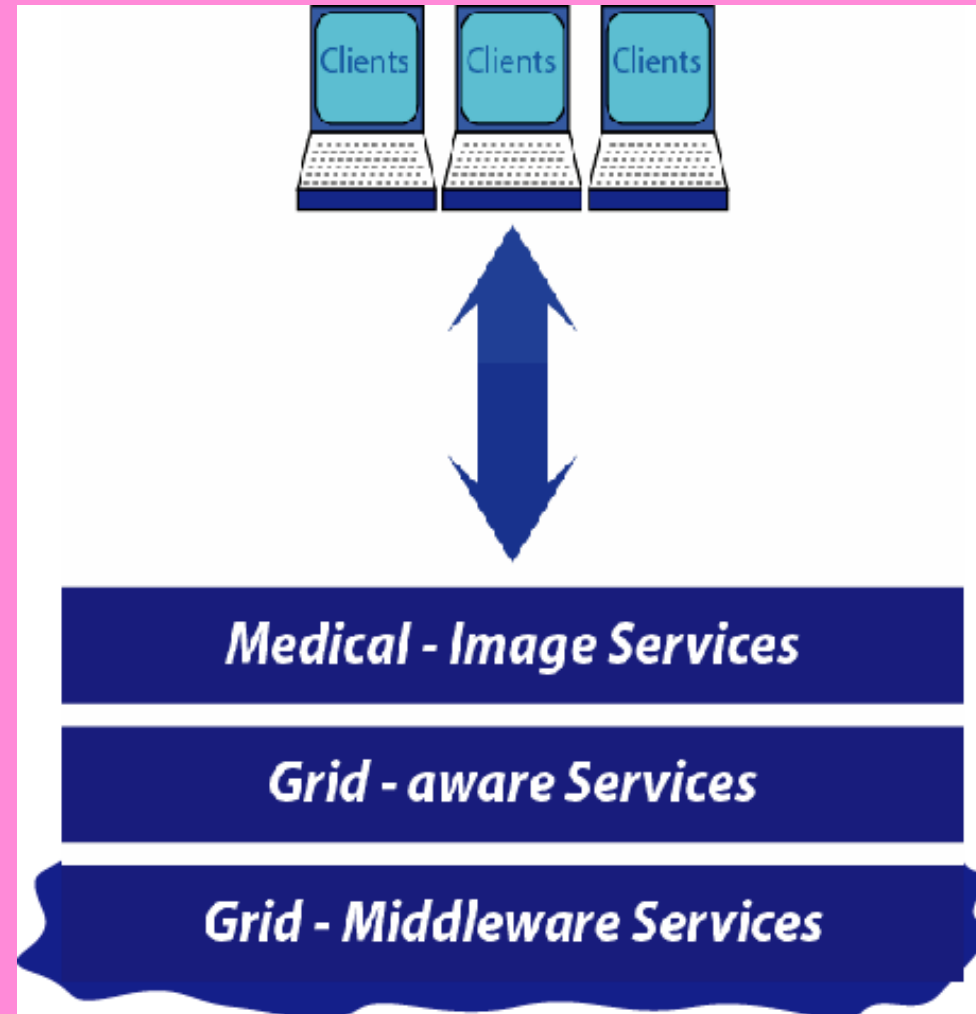 Clients Clients Clients
Medical - Image Services
Grid - aware Services
Grid - Middleware Services